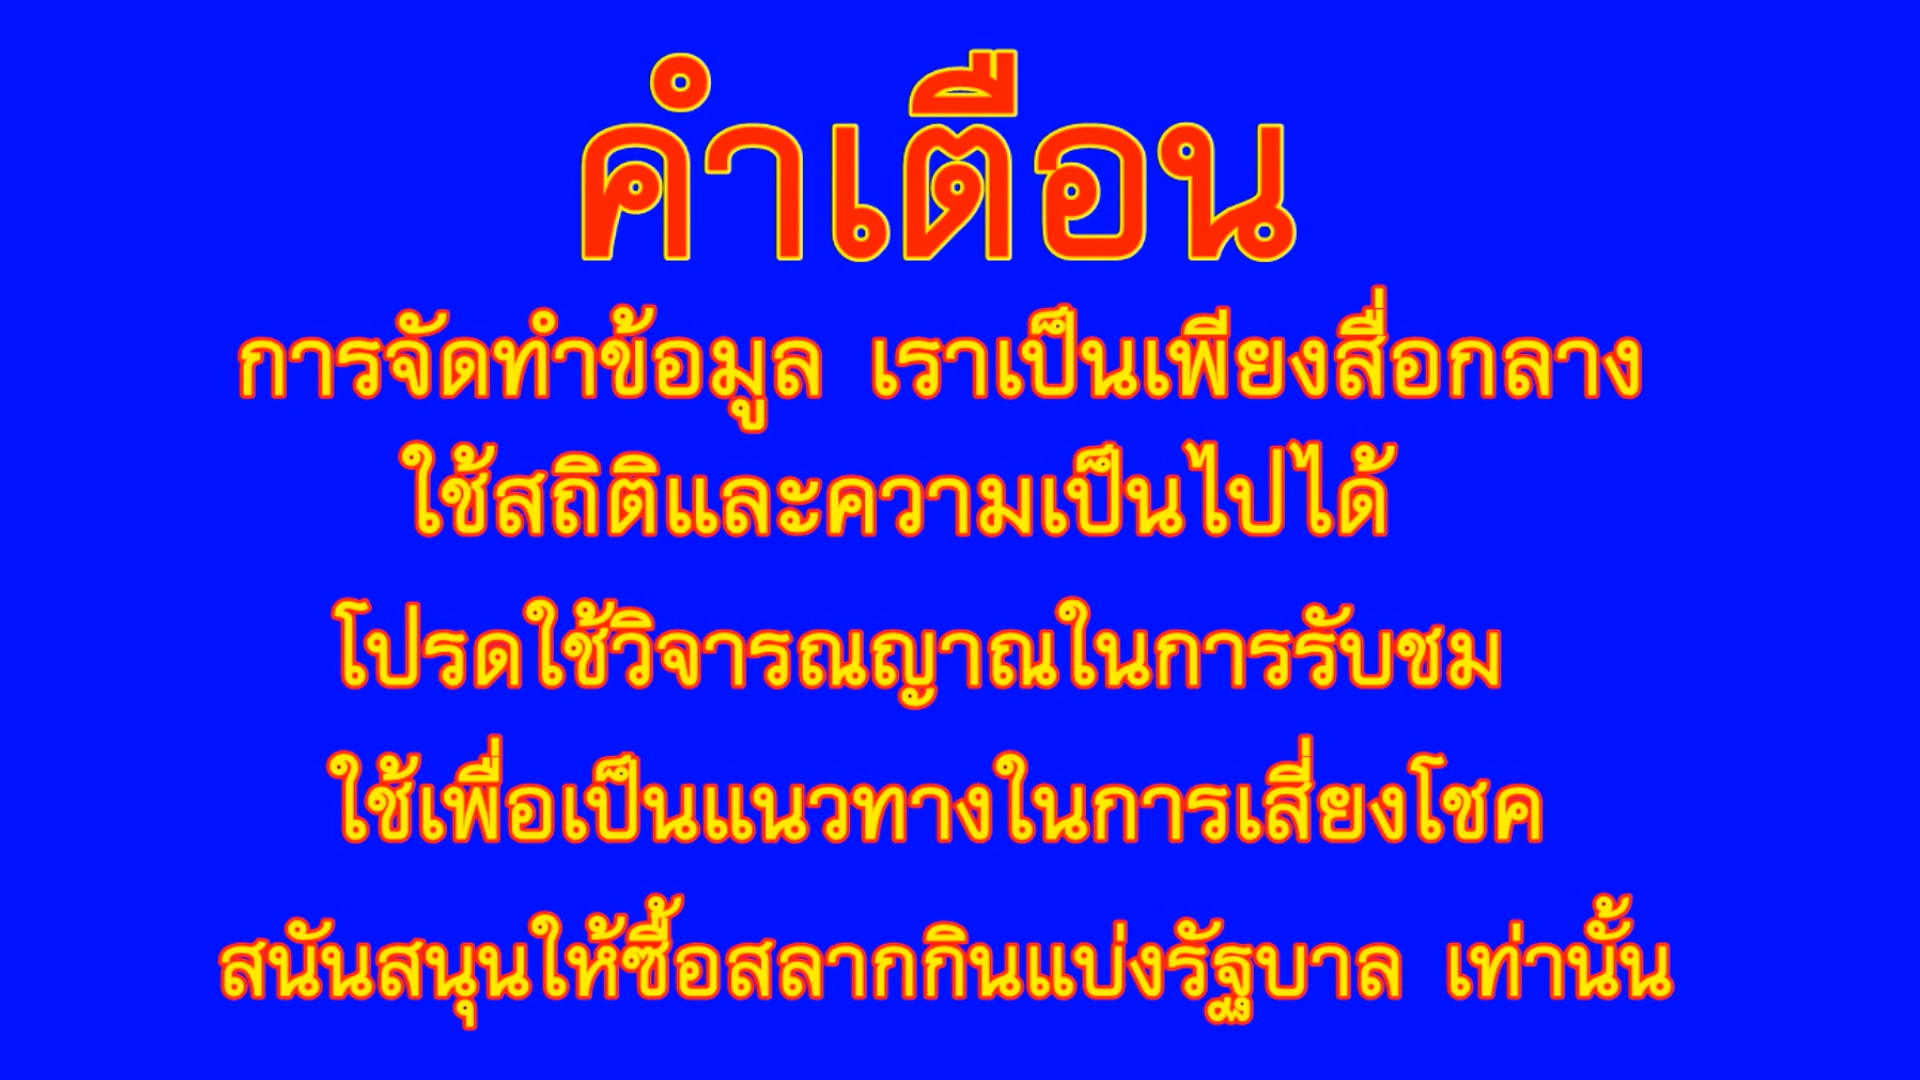 คำเตือน
การจัดทำข้อมูล เราเป็นเพียงสื่อกลาง
ใช้สถิติและความเป็นไปได้
โปรดใช้วิจารณญาณในการรับชม
ใช้เพื่อเป็นแนวทางในการเสี่ยงโชค
สนันสนุนให้ซื้อสลากกินแบ่งรัฐบาล เท่านั้น